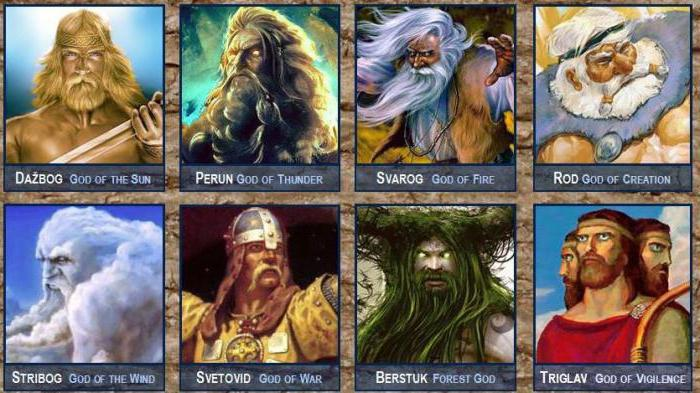 DAŽBOG GOD OF THE SUN
PERUN GOD OF THUNDER
SVAROG GOD OF FIRE
ROD GOD OF CREATION
STRIBOG GOD OF THE WIND
SVETOVID GOD OF WAR
BERSTUK FOREST GOD
TRIGLAV GOD OF VIGILENCE